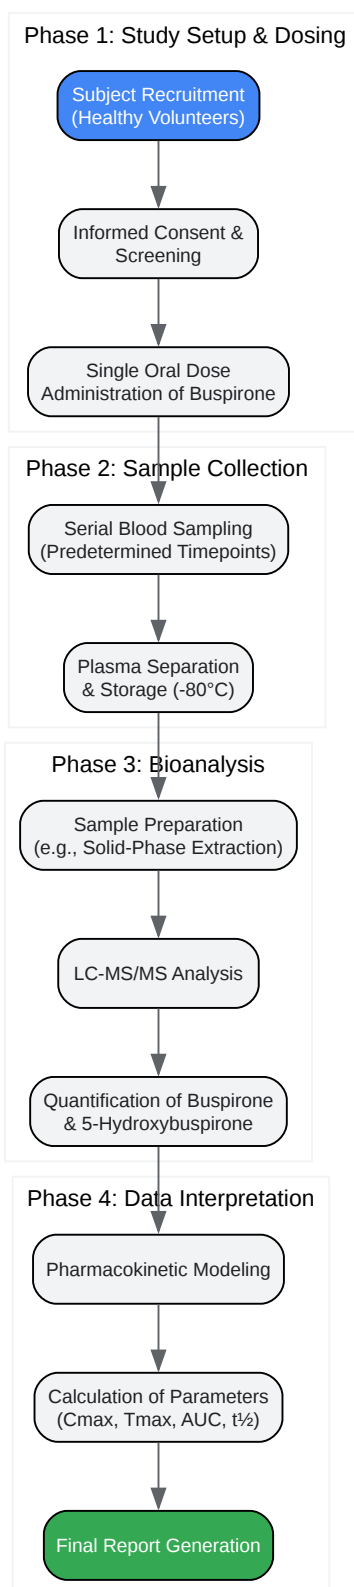 Phase 1: Study Setup & Dosing
Subject Recruitment
(Healthy Volunteers)
Informed Consent &
Screening
Single Oral Dose
Administration of Buspirone
Phase 2: Sample Collection
Serial Blood Sampling
(Predetermined Timepoints)
Plasma Separation
& Storage (-80°C)
Phase 3: Bioanalysis
Sample Preparation
(e.g., Solid-Phase Extraction)
LC-MS/MS Analysis
Quantification of Buspirone
& 5-Hydroxybuspirone
Phase 4: Data Interpretation
Pharmacokinetic Modeling
Calculation of Parameters
(Cmax, Tmax, AUC, t½)
Final Report Generation